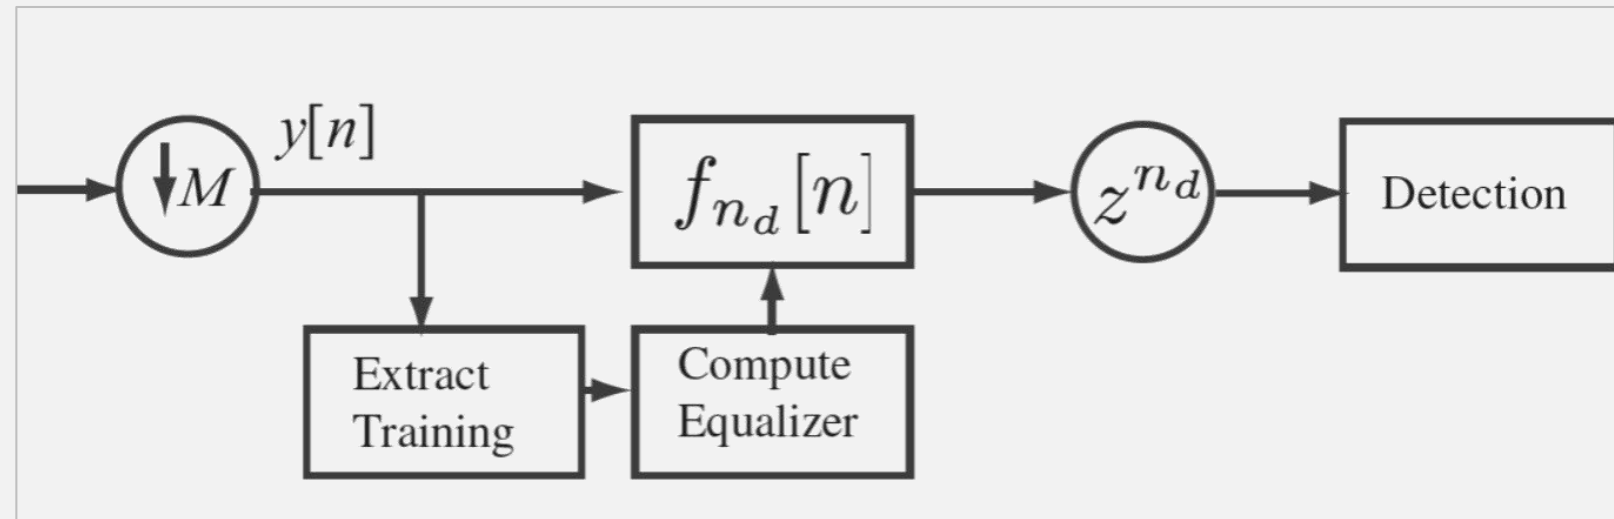 ↓M
y[n]
f_{n_d}[n]
z^{n_d}
Detection
Extract
Training
Compute
Equalizer